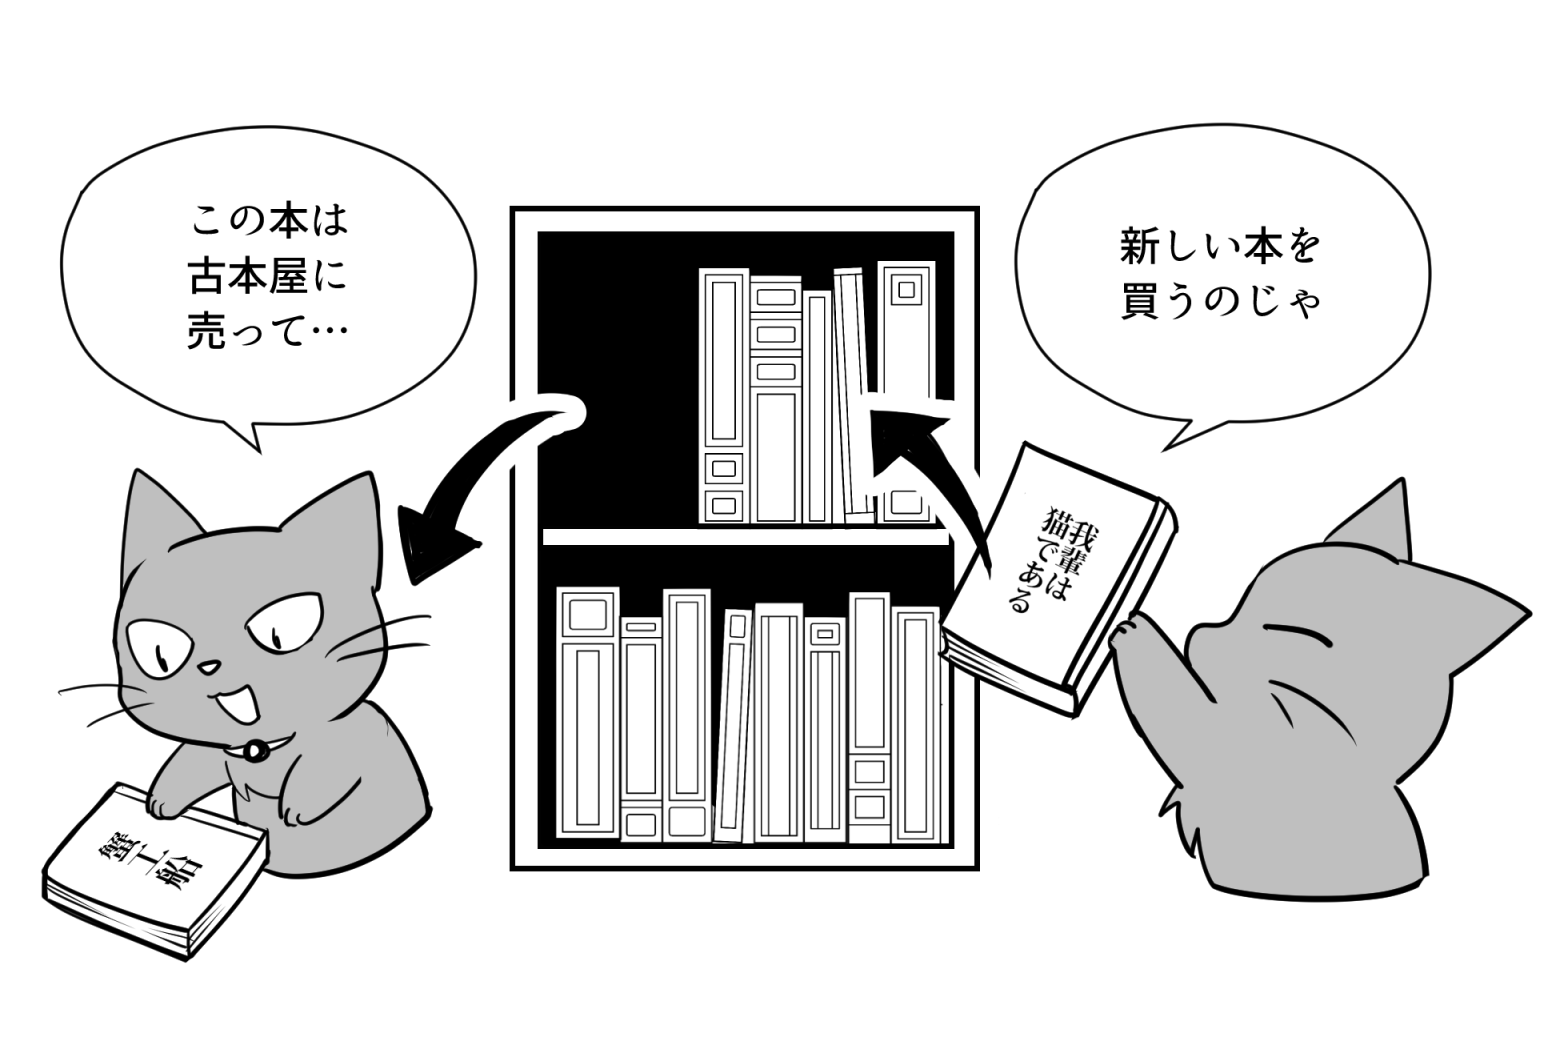 この本は
古本屋に
売って…
新しい本を
買うのじゃ
我輩は
猫である
蟹工船